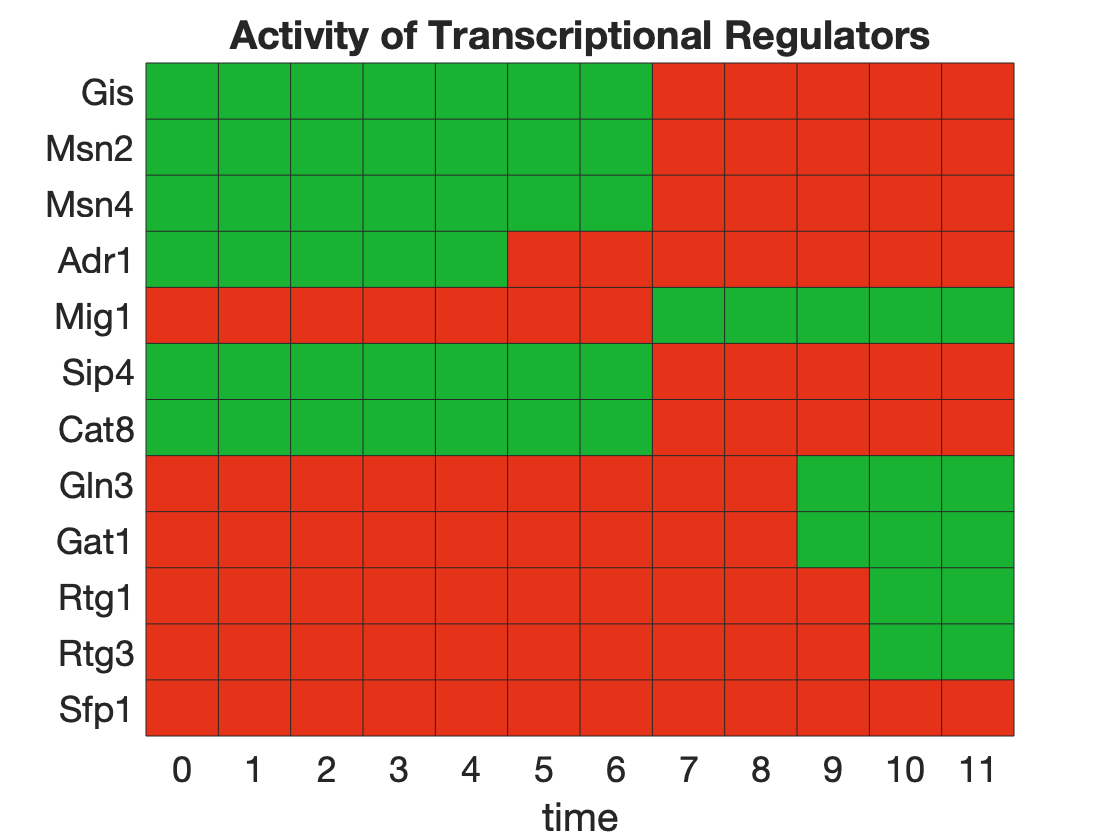 Activity of Transcriptional Regulators
Gis
Msn2
Msn4
Adr1
Mig1
Sip4
Cat8
Gln3
Gat1
Rtg1
Rtg3
Sfp1
0 1 2 3 4 5 6 7 8 9 10 11
time